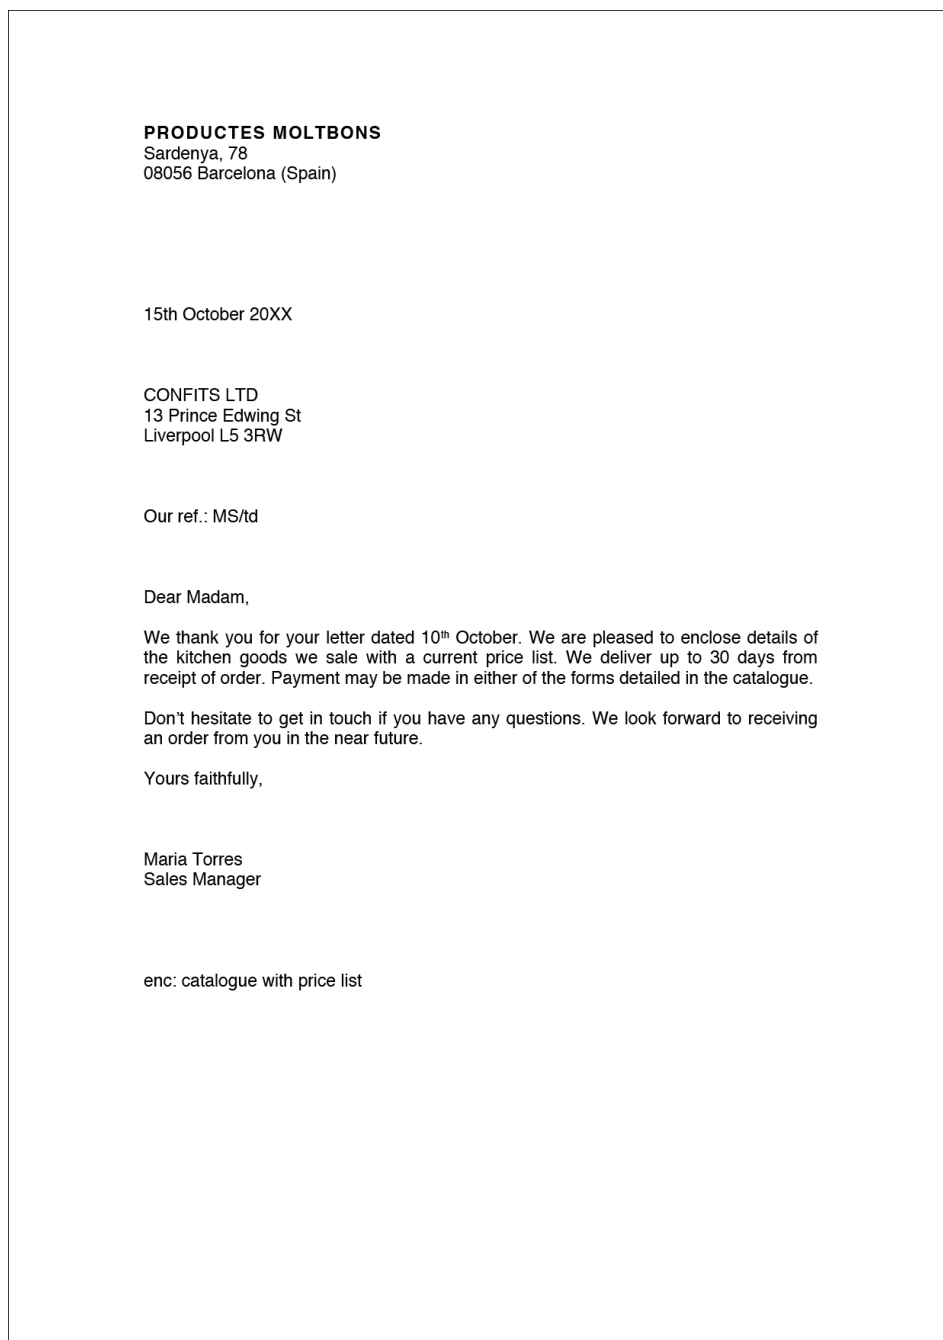 PRODUCTES MOLTBONS
Sardenya, 78
08056 Barcelona (Spain)
15th October 20XX
CONFITS LTD
13 Prince Edwing St
Liverpool L5 3RW
Our ref.: MS/td
Dear Madam,
We thank you for your letter dated 10th October. We are pleased to enclose details of
the kitchen goods we sale with a current price list. We deliver up to 30 days from
receipt of order. Payment may be made in either of the forms detailed in the catalogue.
Don’t hesitate to get in touch if you have any questions. We look forward to receiving
an order from you in the near future.
Yours faithfully,
Maria Torres
Sales Manager
enc: catalogue with price list